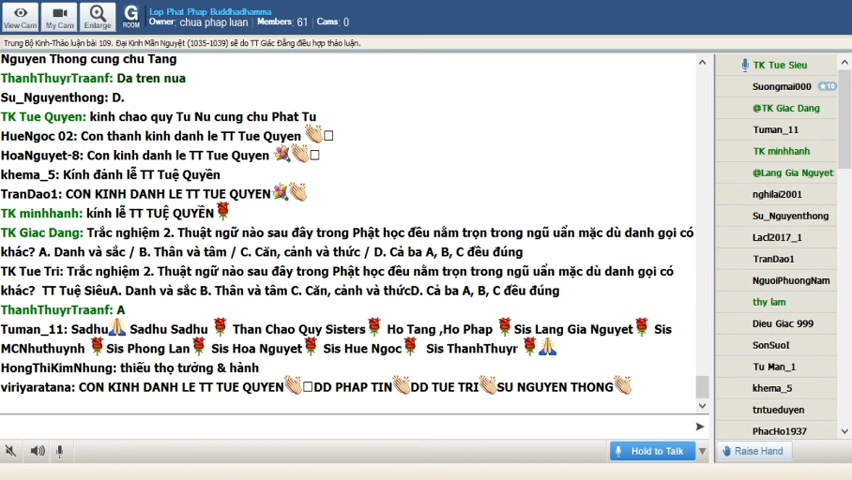 View Cam
My Cam
Enlarge
G
ROOM
Lop Phat Phap Buddhadhamma
Owner: chua phap luan Members: 61 Cams: 0
Trung Bộ Kinh-Thảo luận bài 109. Đại Kinh Mãn Nguyệt (1035-1039) sẽ do TT Giác Đẳng điều hợp thảo luận.
Nguyen Thong cung chu Tang
ThanhThuyrTraanf: Da tren nua
Su_Nguyenthong: D.
TK Tue Quyen: kinh chao quy Tu Nu cung chu Phat Tu
HueNgoc 02: Con thanh kinh danh le TT Tue Quyen
HoaNguyet-8: Con kinh danh le TT Tue Quyen
khema_5: Kính đảnh lễ TT Tuệ Quyền
TranDao1: CON KINH DANH LE TT TUE QUYEN
TK minhhanh: kính lễ TT TUỆ QUYỀN
TK Giac Dang: Trắc nghiệm 2. Thuật ngữ nào sau đây trong Phật học đều nằm trọn trong ngũ uẩn mặc dù danh gọi có
khác? A. Danh và sắc / B. Thân và tâm / C. Căn, cảnh và thức / D. Cả ba A, B, C đều đúng
TK Tue Tri: Trắc nghiệm 2. Thuật ngữ nào sau đây trong Phật học đều nằm trọn trong ngũ uẩn mặc dù danh gọi có
khác? TT Tuệ SiêuA. Danh và sắc B. Thân và tâm C. Căn, cảnh và thứcD. Cả ba A, B, C đều đúng
ThanhThuyrTraanf: A
Tuman_11: Sadhu Sadhu Sadhu Than Chao Quy Sisters Ho Tang ,Ho Phap Sis Lang Gia Nguyet Sis
MCNhuthuynh Sis Phong Lan Sis Hoa Nguyet Sis Hue Ngoc Sis ThanhThuyr
HongThiKimNhung: thiếu thọ tưởng & hành
viriyaratana: CON KINH DANH LE TT TUE QUYEN DD PHAP TIN DD TUE TRI SU NGUYEN THONG
Hold to Talk
TK Tue Sieu
Suongmai000 10
@TK Giac Dang
Tuman_11
TK minhhanh
@Lang Gia Nguyet
nghilai2001
Su_Nguyenthong
Lacl2017_1
TranDao1
NguoiPhuongNam
thy lam
Dieu Giac 999
SonSuoI
Tu Man_1
khema_5
tntueduyen
PhacHo1937
Raise Hand